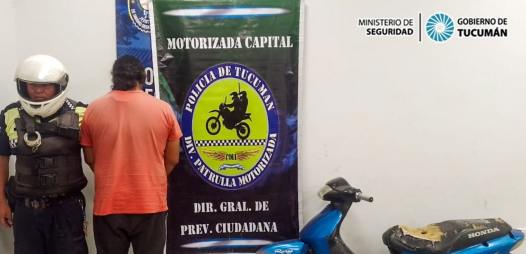 MINISTERIO DE
SEGURIDAD
GOBIERNO DE
TUCUMÁN
MOTORIZADA CAPITAL
POLICIA DE TUCUMAN
DIV. PATRULLA MOTORIZADA
DIR. GRAL. DE
PREV. CIUDADANA
HONDA